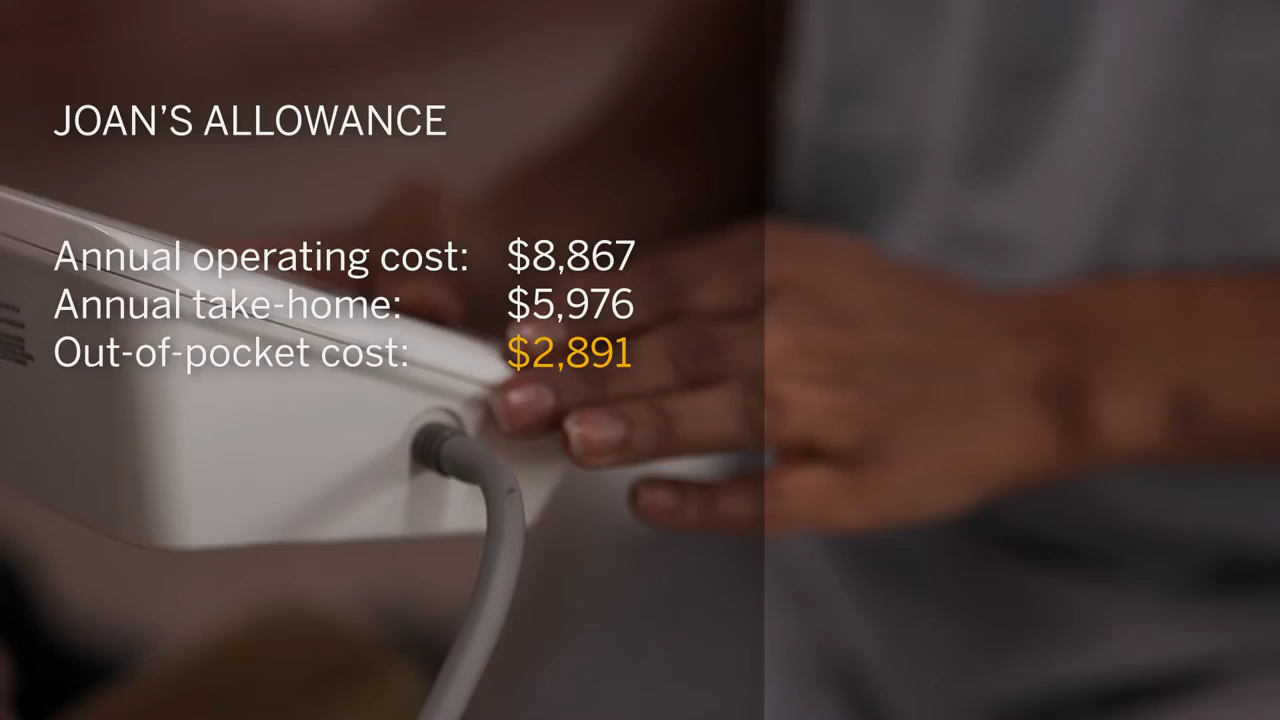 JOAN’S ALLOWANCE
Annual operating cost: $8,867
Annual take-home: $5,976
Out-of-pocket cost: $2,891